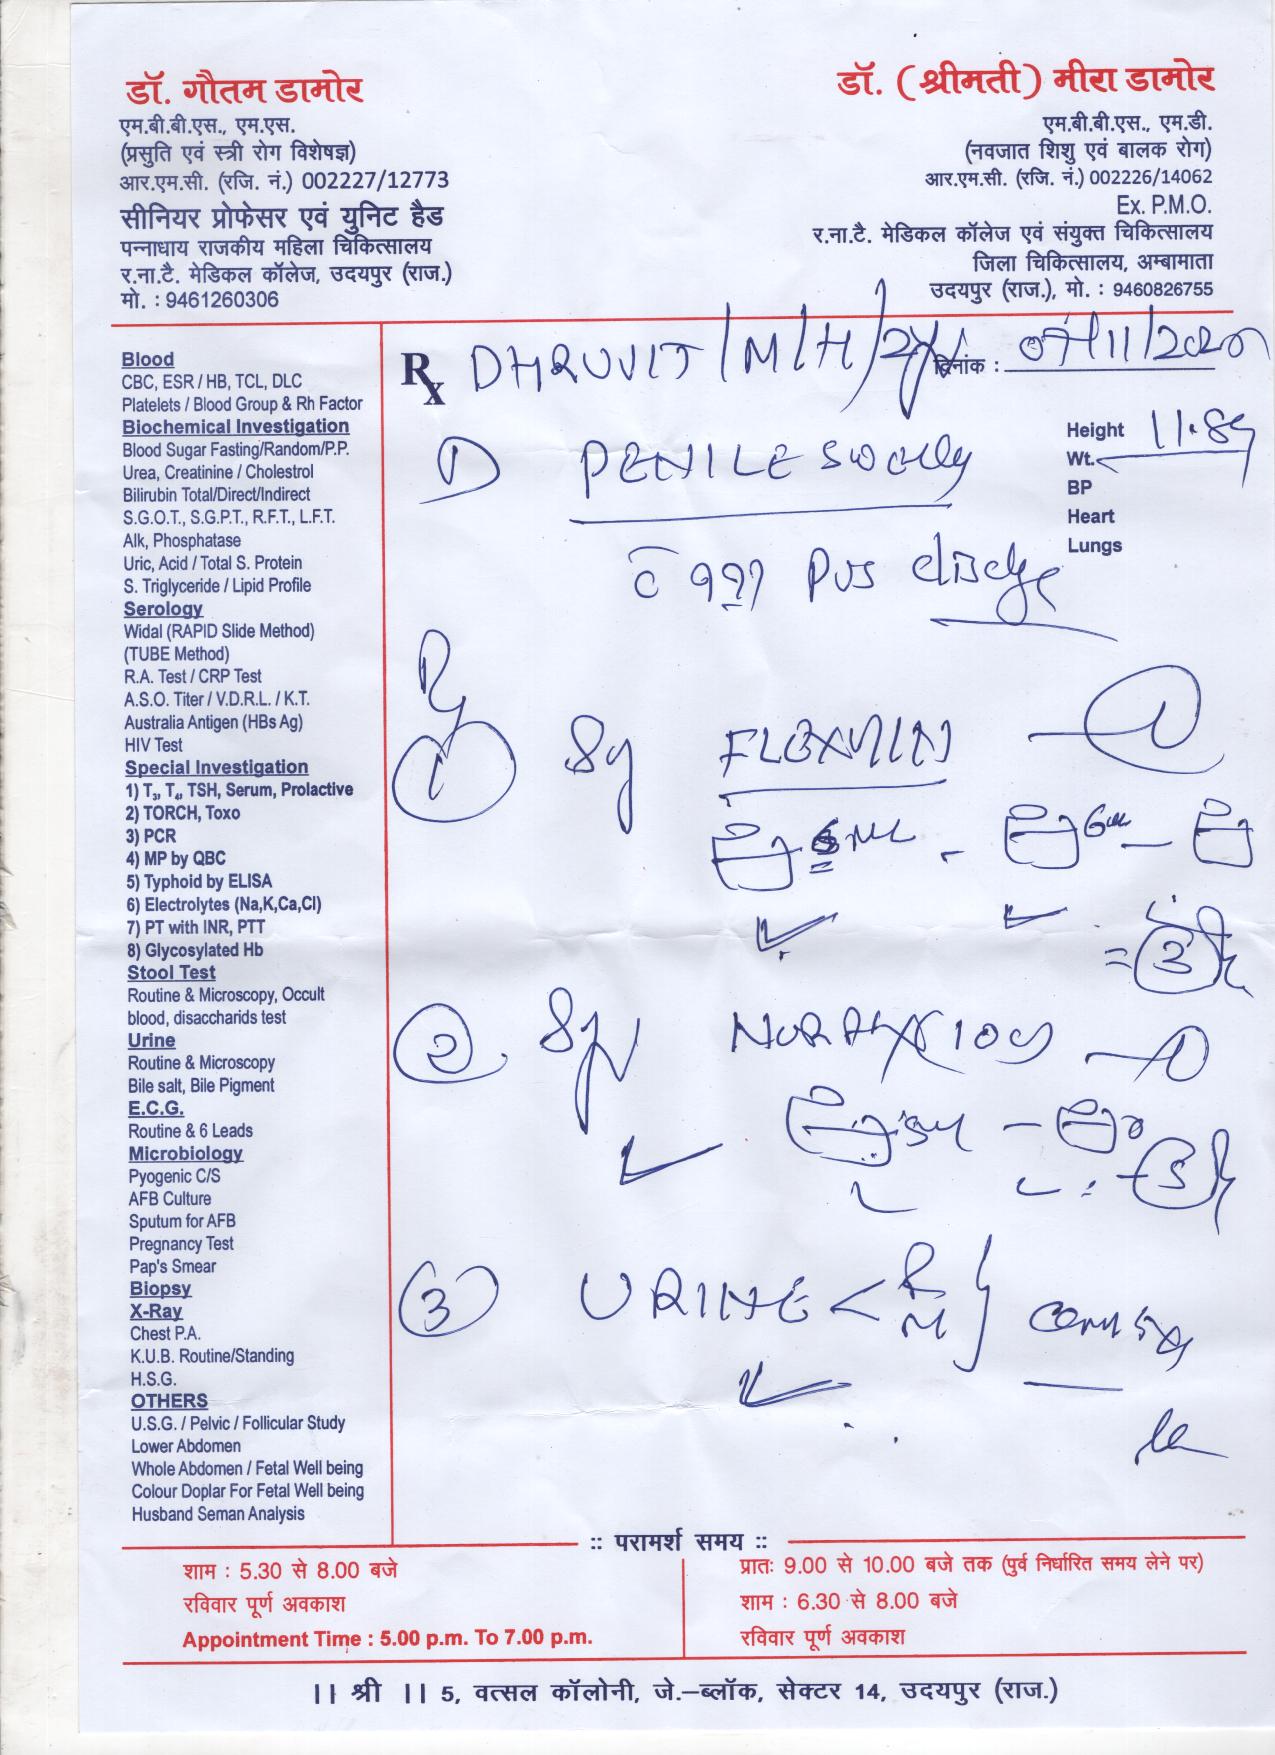 डॉ. गौतम डामोर
एम.बी.बी.एस., एम.एस.
(प्रसुति एवं स्त्री रोग विशेषज्ञ)
आर.एम.सी. (रजि. नं.) 002227/12773
सीनियर प्रोफेसर एवं युनिट हैड
पन्नाधाय राजकीय महिला चिकित्सालय
र.ना.टै. मेडिकल कॉलेज, उदयपुर (राज.)
मो. : 9461260306
डॉ. (श्रीमती) मीरा डामोर
एम.बी.बी.एस., एम.डी.
(नवजात शिशु एवं बालक रोग)
आर.एम.सी. (रजि. नं.) 002226/14062
Ex. P.M.O.
र.ना.टै. मेडिकल कॉलेज एवं संयुक्त चिकित्सालय
जिला चिकित्सालय, अम्बामाता
उदयपुर (राज.), मो. : 9460826755
Blood
CBC, ESR / HB, TCL, DLC
Platelets / Blood Group & Rh Factor
Biochemical Investigation
Blood Sugar Fasting/Random/P.P.
Urea, Creatinine / Cholestrol
Bilirubin Total/Direct/Indirect
S.G.O.T., S.G.P.T., R.F.T., L.F.T.
Alk, Phosphatase
Uric, Acid / Total S. Protein
S. Triglyceride / Lipid Profile
Serology
Widal (RAPID Slide Method)
(TUBE Method)
R.A. Test / CRP Test
A.S.O. Titer / V.D.R.L. / K.T.
Australia Antigen (HBs Ag)
HIV Test
Special Investigation
1) T₃, T₄, TSH, Serum, Prolactive
2) TORCH, Toxo
3) PCR
4) MP by QBC
5) Typhoid by ELISA
6) Electrolytes (Na,K,Ca,Cl)
7) PT with INR, PTT
8) Glycosylated Hb
Stool Test
Routine & Microscopy, Occult
blood, disaccharids test
Urine
Routine & Microscopy
Bile salt, Bile Pigment
E.C.G.
Routine & 6 Leads
Microbiology
Pyogenic C/S
AFB Culture
Sputum for AFB
Pregnancy Test
Pap's Smear
Biopsy
X-Ray
Chest P.A.
K.U.B. Routine/Standing
H.S.G.
OTHERS
U.S.G. / Pelvic / Follicular Study
Lower Abdomen
Whole Abdomen / Fetal Well being
Colour Doplar For Fetal Well being
Husband Seman Analysis
Rx DHRUVIT/M/H/2 दिनांक : 07/11/2020
Height 11.8
Wt.
BP
Heart
Lungs
PENILE
Pus
1
2
3 URINE R
M
:: परामर्श समय ::
शाम : 5.30 से 8.00 बजे
रविवार पूर्ण अवकाश
Appointment Time : 5.00 p.m. To 7.00 p.m.
प्रातः 9.00 से 10.00 बजे तक (पुर्व निर्धारित समय लेने पर)
शाम : 6.30 से 8.00 बजे
रविवार पूर्ण अवकाश
।। श्री ।। 5, वत्सल कॉलोनी, जे.–ब्लॉक, सेक्टर 14, उदयपुर (राज.)